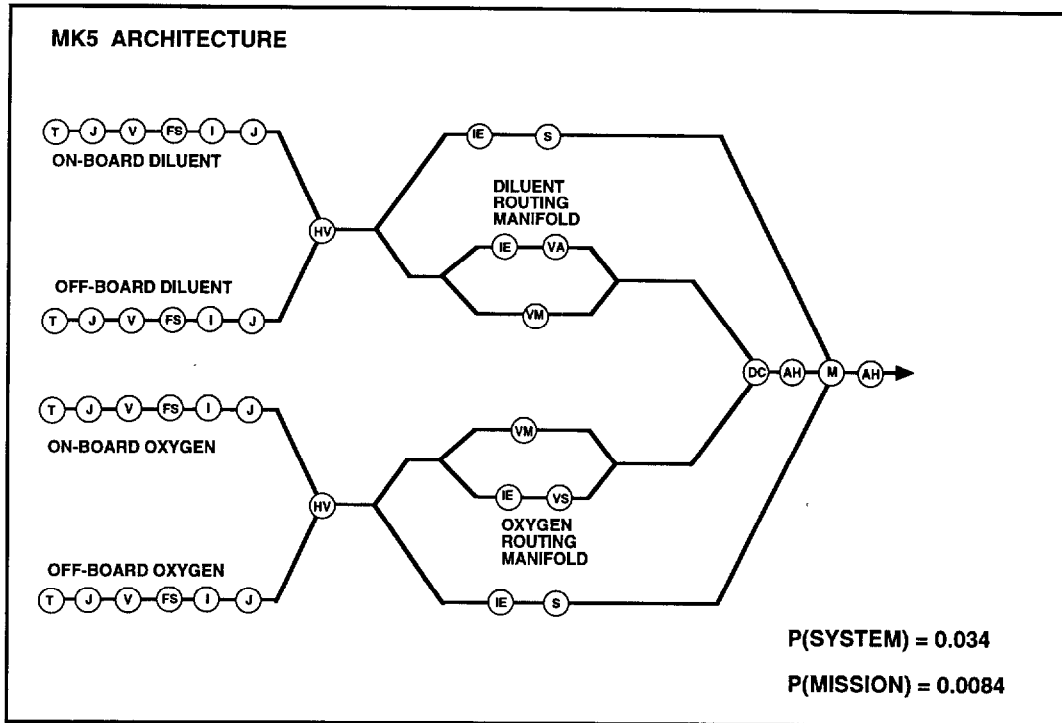 MK5 ARCHITECTURE
T J V FS I J
ON-BOARD DILUENT
IE S
DILUENT
ROUTING
MANIFOLD
HV
IE VA
OFF-BOARD DILUENT
T J V FS I J
VM
DC AH M AH
T J V FS I J
ON-BOARD OXYGEN
VM
HV
IE VS
OXYGEN
ROUTING
MANIFOLD
OFF-BOARD OXYGEN
T J V FS I J
IE S
P(SYSTEM) = 0.034
P(MISSION) = 0.0084